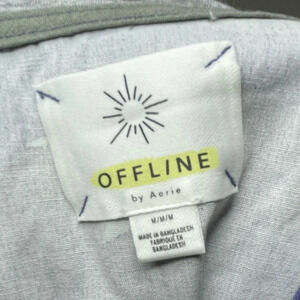 OFFLINE
by Aerie
M/M/M
MADE IN BANGLADESH
FABRIQUÉ EN
BANGLADESH